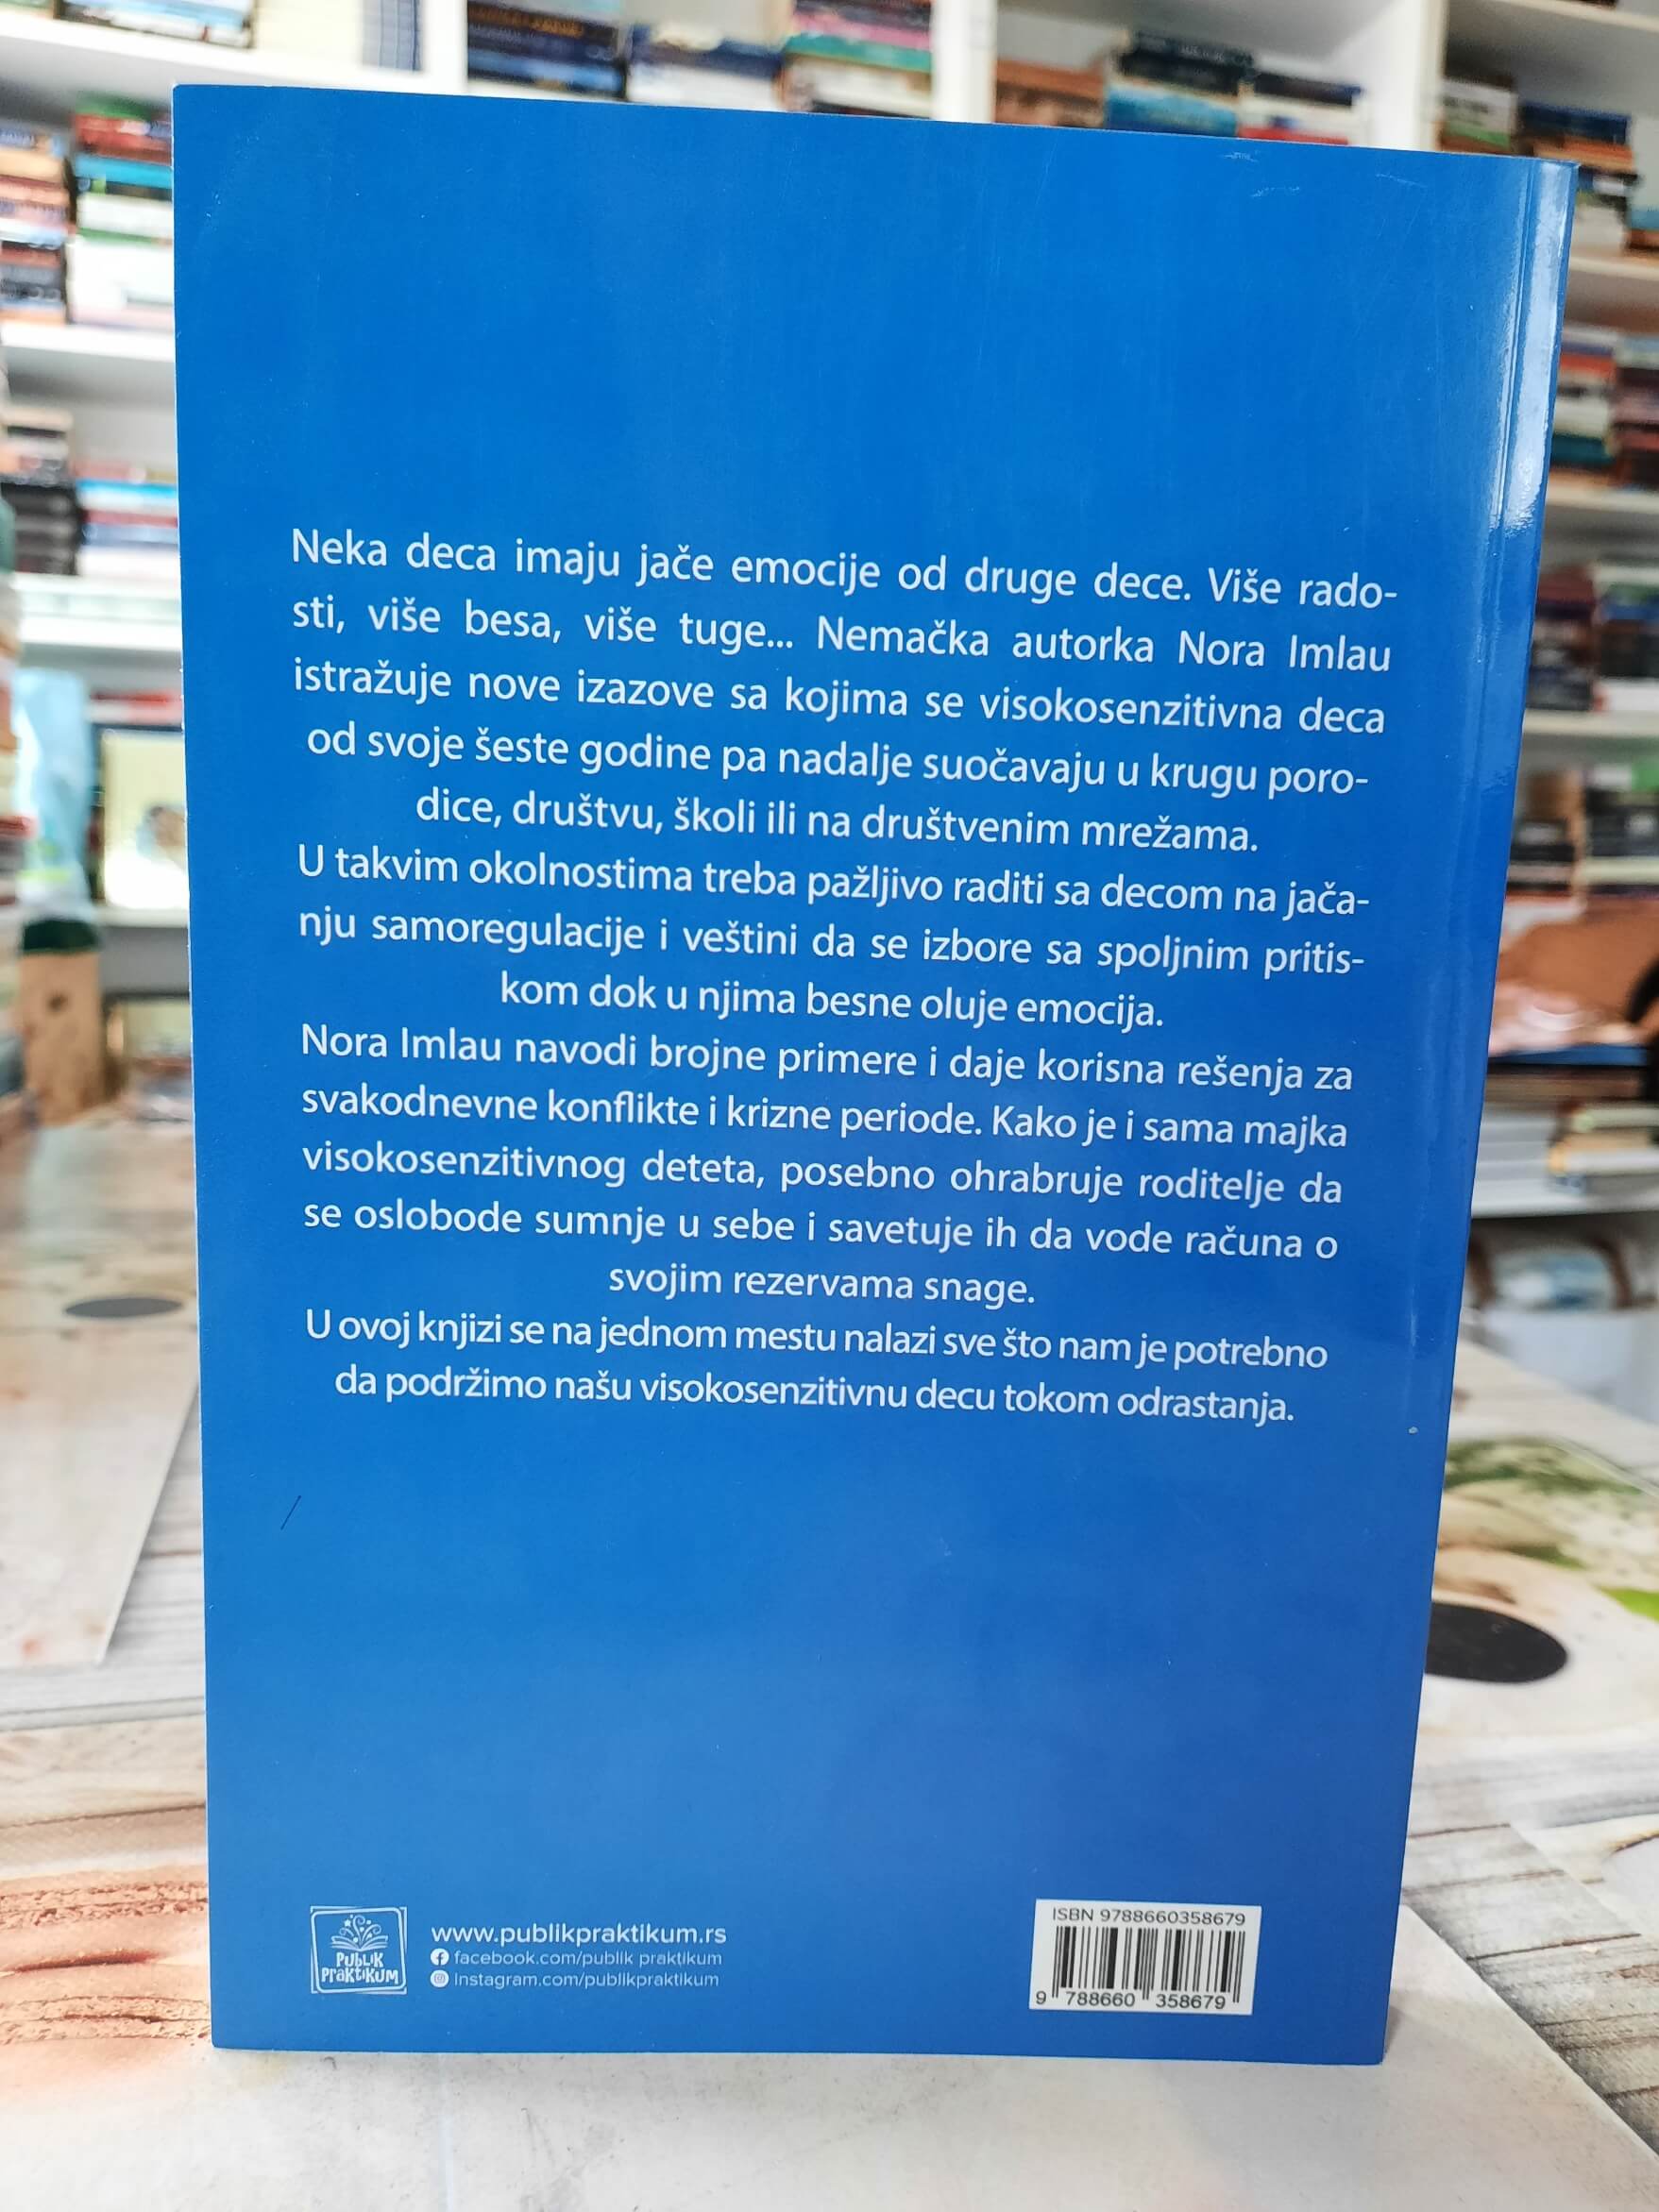 Neka deca imaju jače emocije od druge dece. Više rado-
sti, više besa, više tuge... Nemačka autorka Nora Imlau
istražuje nove izazove sa kojima se visokosenzitivna deca
od svoje šeste godine pa nadalje suočavaju u krugu poro-
dice, društvu, školi ili na društvenim mrežama.
U takvim okolnostima treba pažljivo raditi sa decom na jača-
nju samoregulacije i veštini da se izbore sa spoljnim pritis-
kom dok u njima besne oluje emocija.
Nora Imlau navodi brojne primere i daje korisna rešenja za
svakodnevne konflikte i krizne periode. Kako je i sama majka
visokosenzitivnog deteta, posebno ohrabruje roditelje da
se oslobode sumnje u sebe i savetuje ih da vode računa o
svojim rezervama snage.
U ovoj knjizi se na jednom mestu nalazi sve što nam je potrebno
da podržimo našu visokosenzitivnu decu tokom odrastanja.
PUBLIK
PRAKTIKUM
www.publikpraktikum.rs
facebook.com/publik praktikum
Instagram.com/publikpraktikum
ISBN 9788660358679
9 788660 358679